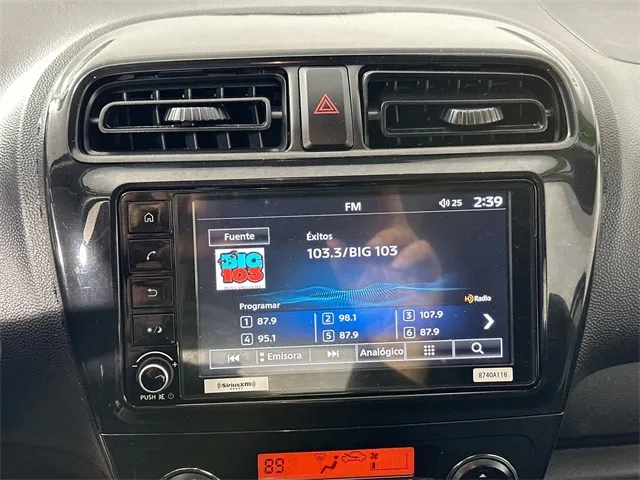 FM
25
2:39
Fuente
Éxitos
103.3/BIG 103
BIG
103
HD Radio
Programar
1 87.9
2 98.1
3 107.9
4 95.1
5 87.9
6 87.9
Emisora
Analógico
SiriusXM
8740A116
PUSH
89